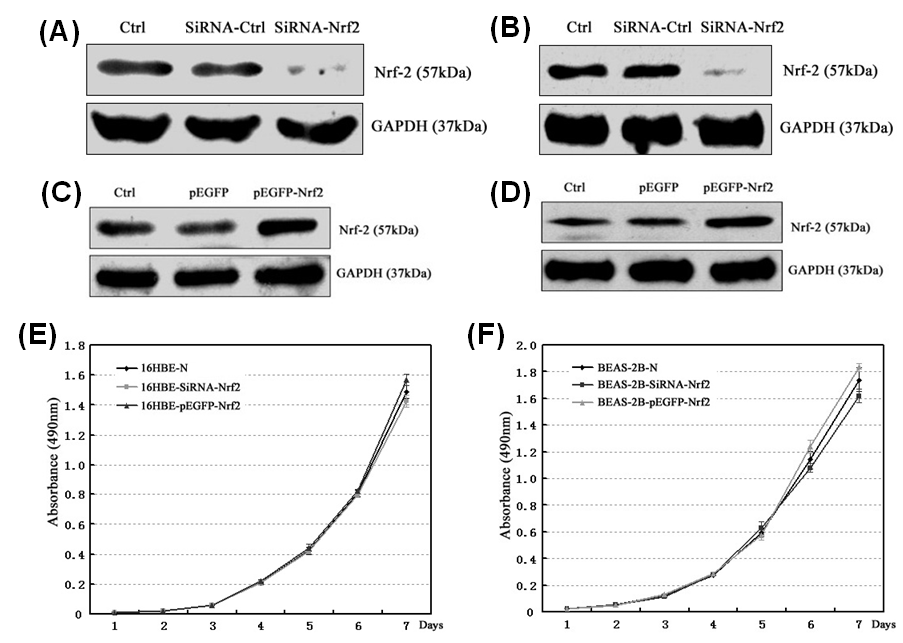 (A)
Ctrl SiRNA-Ctrl SiRNA-Nrf2
Nrf-2 (57kDa)
GAPDH (37kDa)
(B)
Ctrl SiRNA-Ctrl SiRNA-Nrf2
Nrf-2 (57kDa)
GAPDH (37kDa)
(C)
Ctrl pEGFP pEGFP-Nrf2
Nrf-2 (57kDa)
GAPDH (37kDa)
(D)
Ctrl pEGFP pEGFP-Nrf2
Nrf-2 (57kDa)
GAPDH (37kDa)
(E)
Absorbance (490nm)
1.8
1.6
1.4
1.2
1.0
0.8
0.6
0.4
0.2
0
16HBE-N
16HBE-SiRNA-Nrf2
16HBE-pEGFP-Nrf2
1 2 3 4 5 6 7 Days
(F)
Absorbance (490nm)
2.0
1.8
1.6
1.4
1.2
1.0
0.8
0.6
0.4
0.2
0
BEAS-2B-N
BEAS-2B-SiRNA-Nrf2
BEAS-2B-pEGFP-Nrf2
1 2 3 4 5 6 7 Days